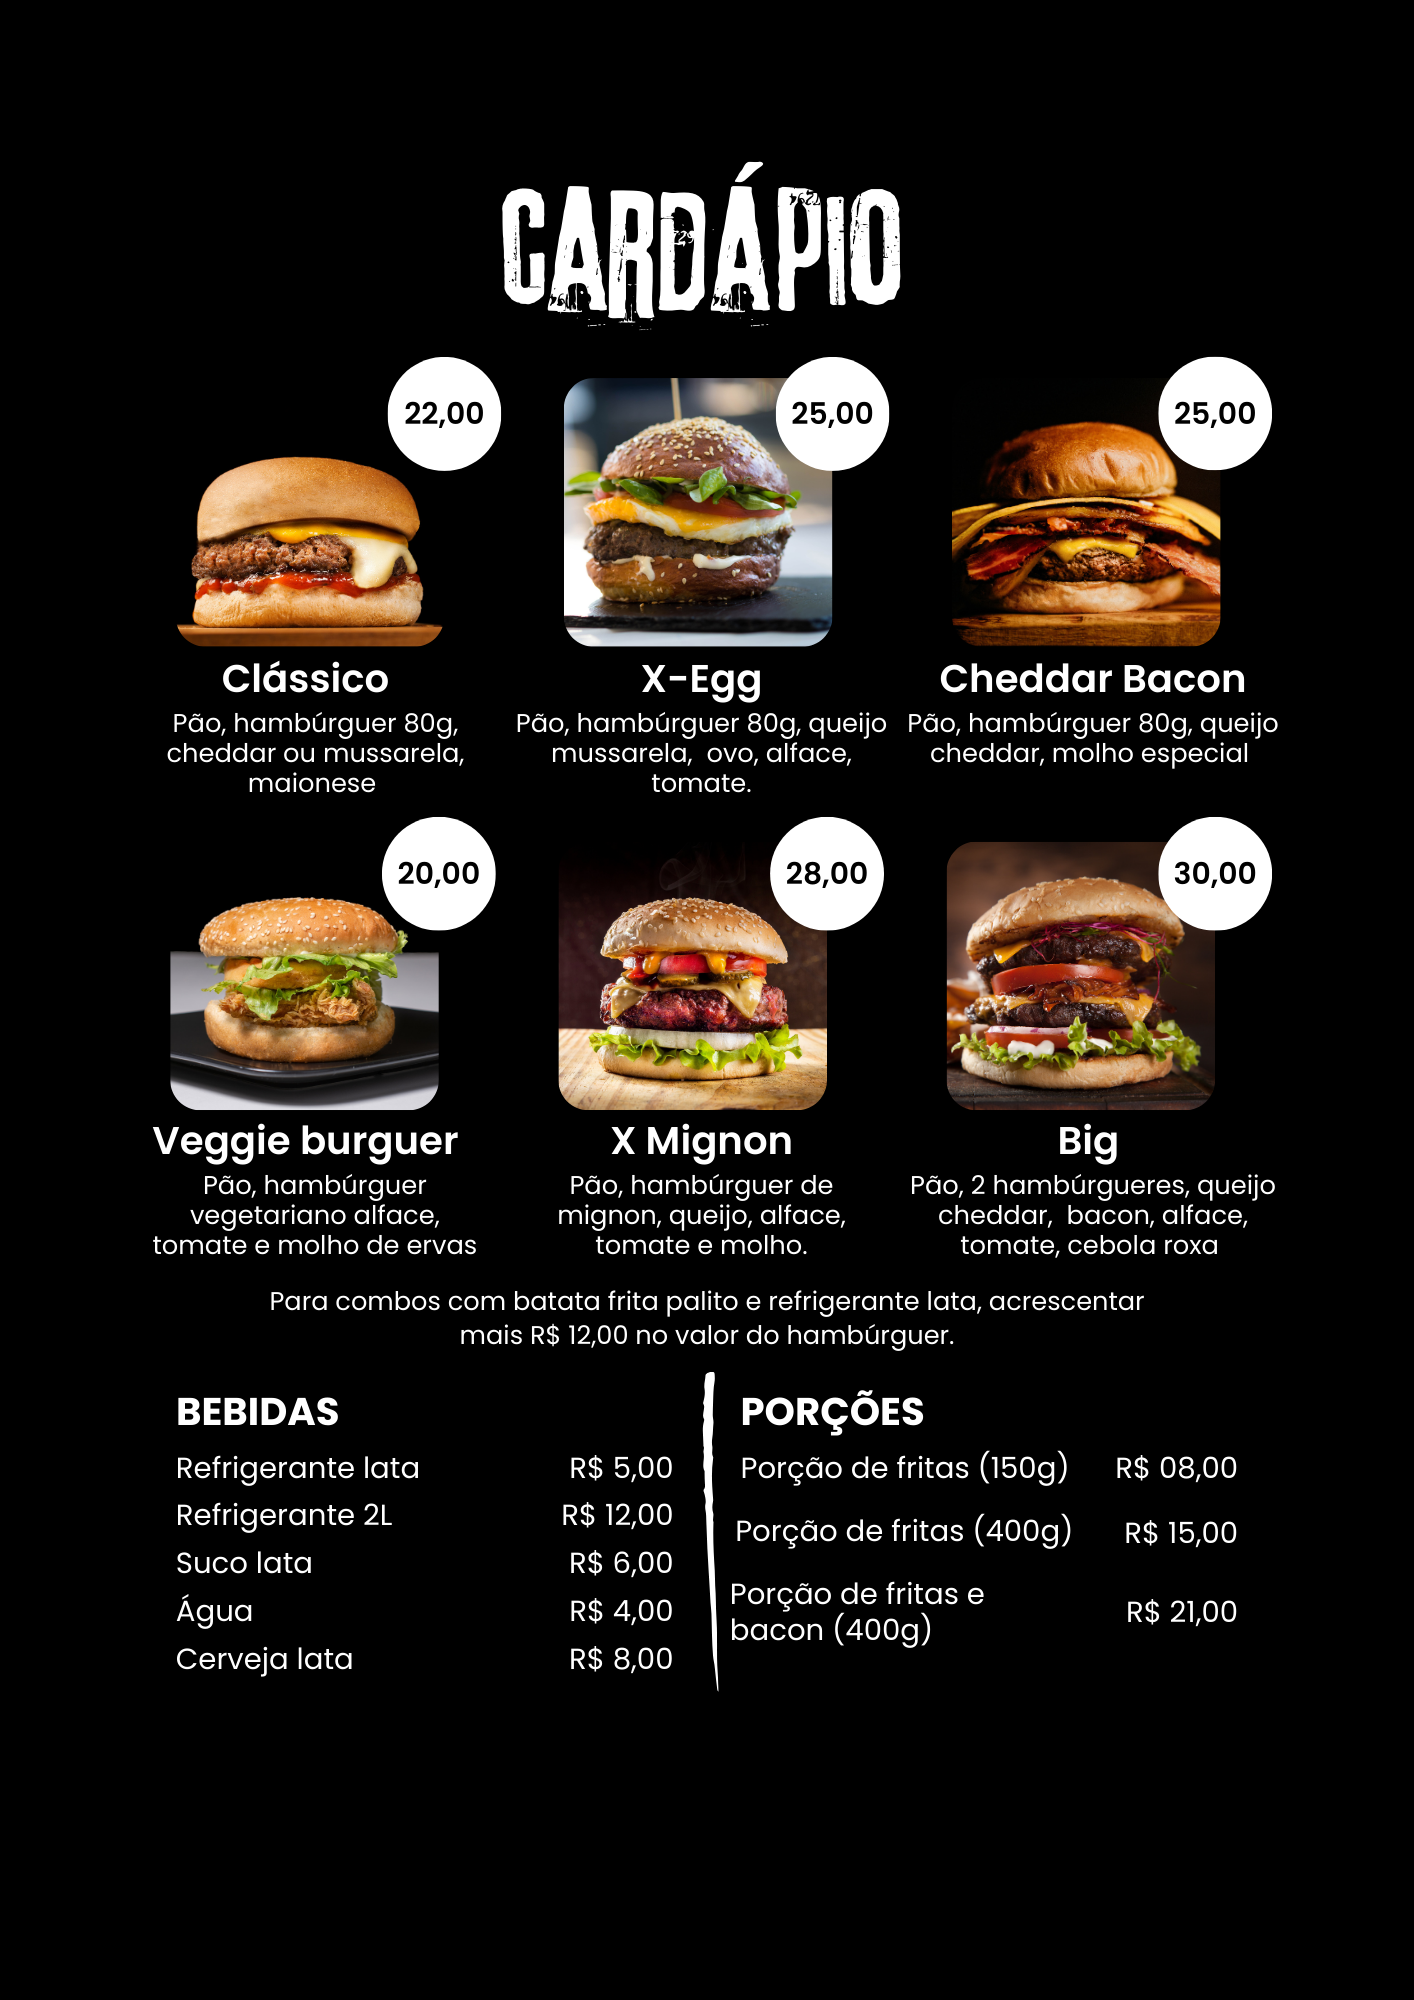 CARDÁPIO
22,00
25,00
25,00
Clássico
Pão, hambúrguer 80g,
cheddar ou mussarela,
maionese
X-Egg
Pão, hambúrguer 80g, queijo
mussarela, ovo, alface,
tomate.
Cheddar Bacon
Pão, hambúrguer 80g, queijo
cheddar, molho especial
20,00
28,00
30,00
Veggie burguer
Pão, hambúrguer
vegetariano alface,
tomate e molho de ervas
X Mignon
Pão, hambúrguer de
mignon, queijo, alface,
tomate e molho.
Big
Pão, 2 hambúrgueres, queijo
cheddar, bacon, alface,
tomate, cebola roxa
Para combos com batata frita palito e refrigerante lata, acrescentar
mais R$ 12,00 no valor do hambúrguer.
BEBIDAS
Refrigerante lata R$ 5,00
Refrigerante 2L R$ 12,00
Suco lata R$ 6,00
Água R$ 4,00
Cerveja lata R$ 8,00
PORÇÕES
Porção de fritas (150g) R$ 08,00
Porção de fritas (400g) R$ 15,00
Porção de fritas e
bacon (400g) R$ 21,00